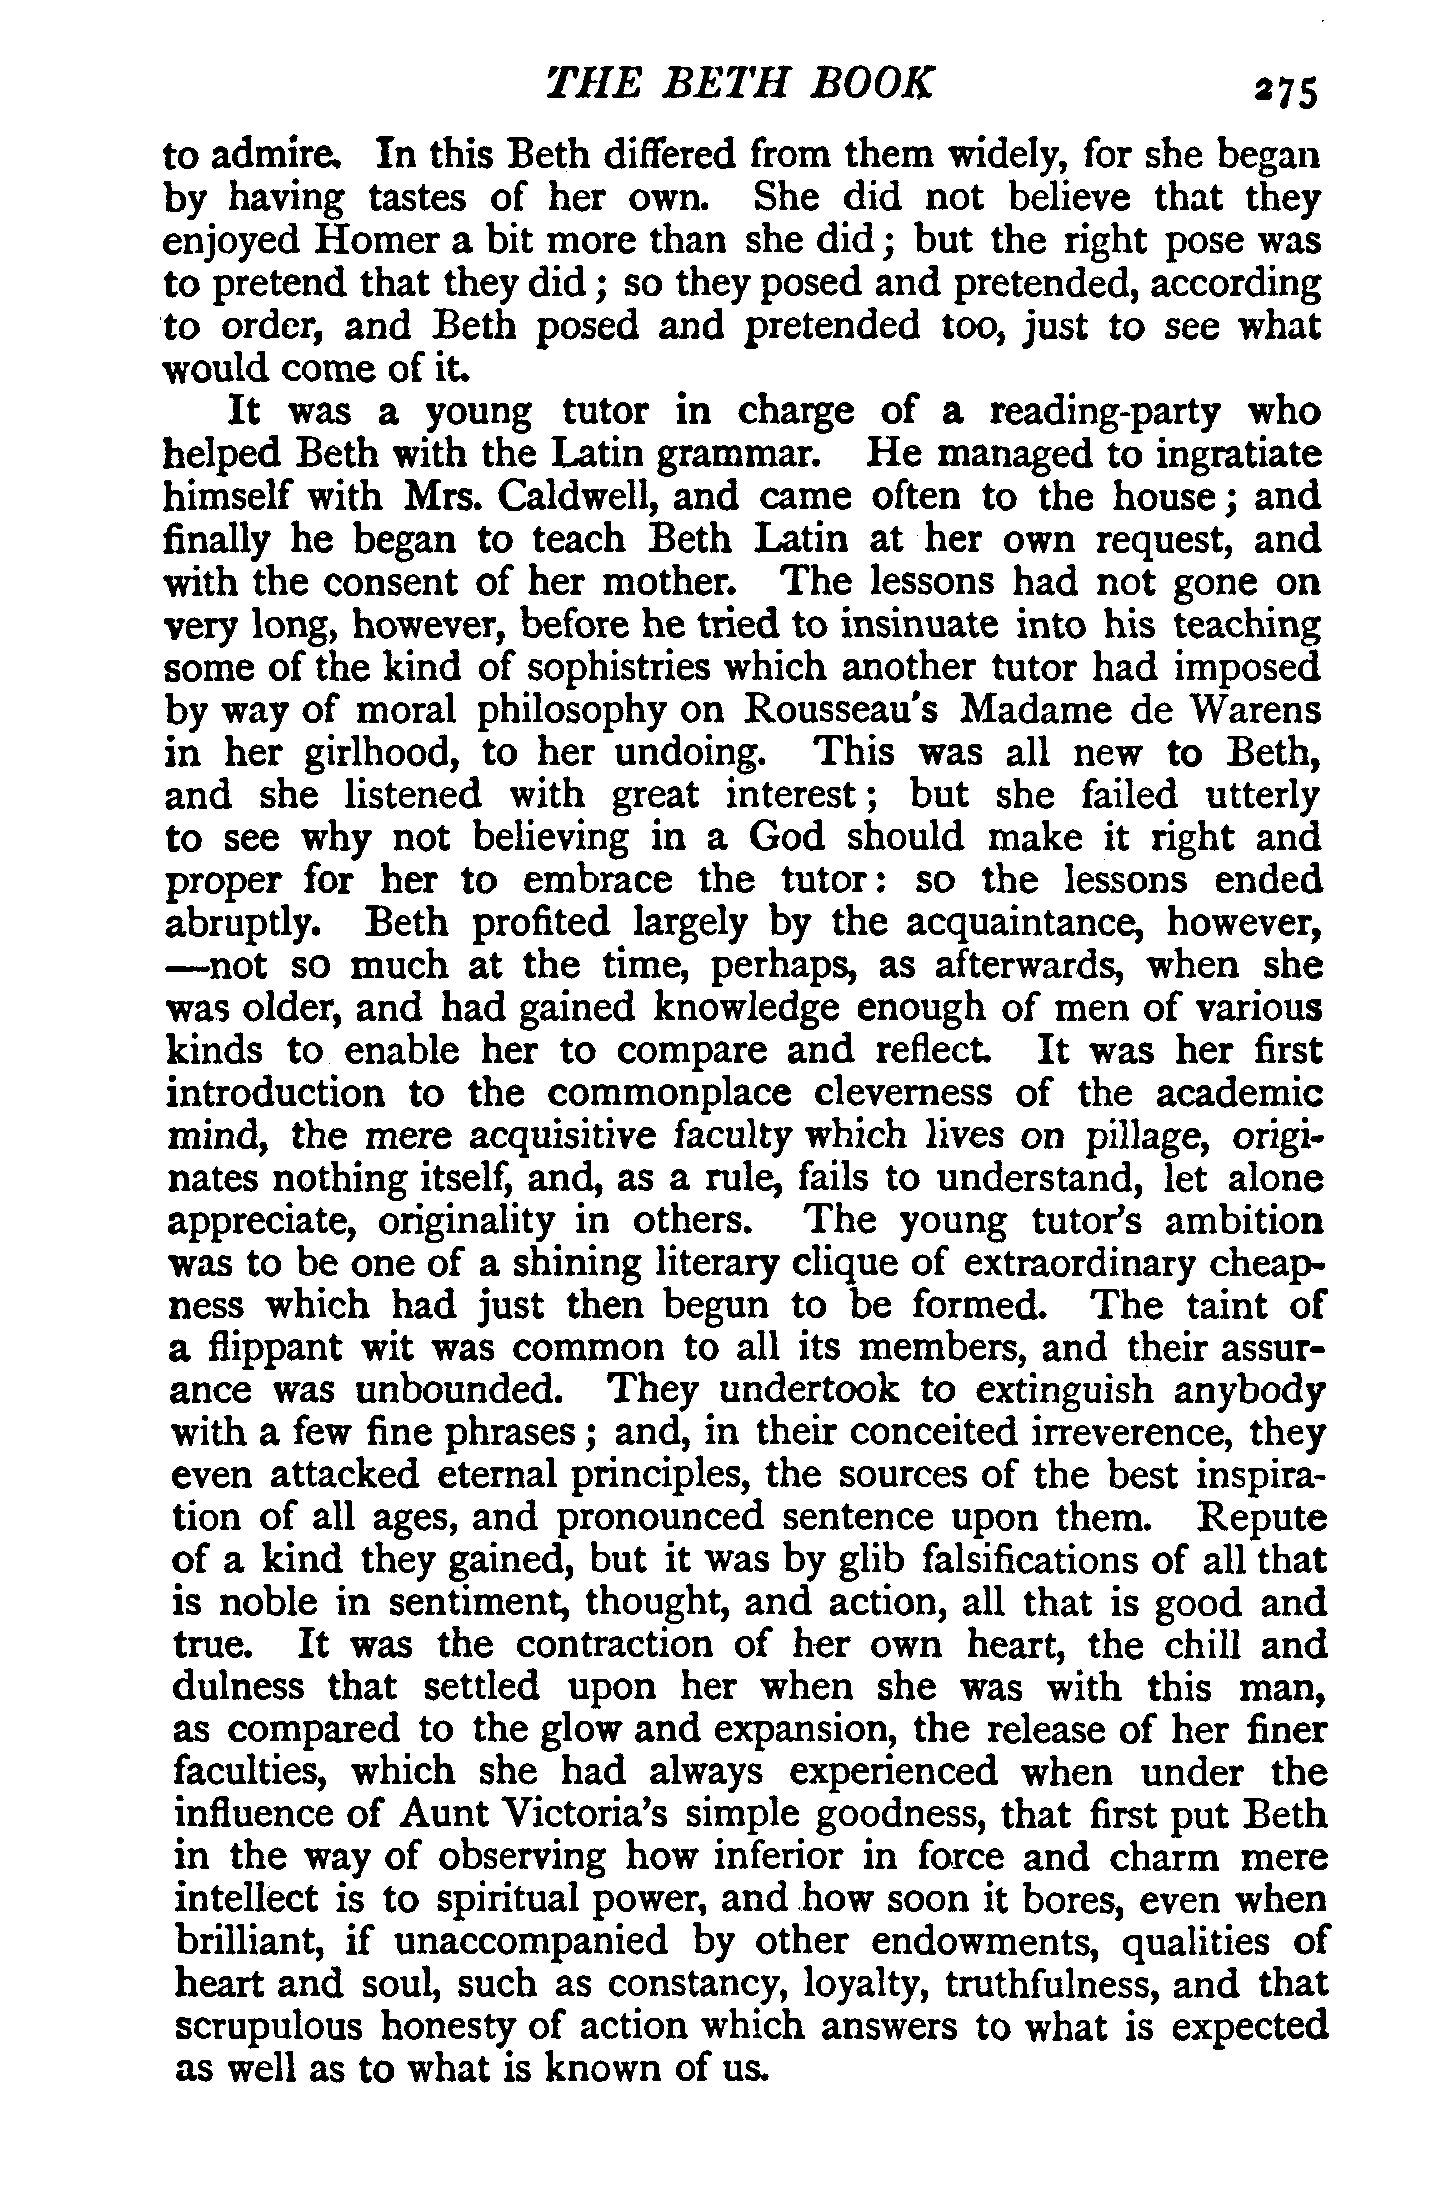 THE BETH BOOK 275
to admire. In this Beth differed from them widely, for she began
by having tastes of her own. She did not believe that they
enjoyed Homer a bit more than she did; but the right pose was
to pretend that they did; so they posed and pretended, according
to order, and Beth posed and pretended too, just to see what
would come of it.
It was a young tutor in charge of a reading-party who
helped Beth with the Latin grammar. He managed to ingratiate
himself with Mrs. Caldwell, and came often to the house; and
finally he began to teach Beth Latin at her own request, and
with the consent of her mother. The lessons had not gone on
very long, however, before he tried to insinuate into his teaching
some of the kind of sophistries which another tutor had imposed
by way of moral philosophy on Rousseau's Madame de Warens
in her girlhood, to her undoing. This was all new to Beth,
and she listened with great interest; but she failed utterly
to see why not believing in a God should make it right and
proper for her to embrace the tutor: so the lessons ended
abruptly. Beth profited largely by the acquaintance, however,
—not so much at the time, perhaps, as afterwards, when she
was older, and had gained knowledge enough of men of various
kinds to enable her to compare and reflect. It was her first
introduction to the commonplace cleverness of the academic
mind, the mere acquisitive faculty which lives on pillage, origi-
nates nothing itself, and, as a rule, fails to understand, let alone
appreciate, originality in others. The young tutor's ambition
was to be one of a shining literary clique of extraordinary cheap-
ness which had just then begun to be formed. The taint of
a flippant wit was common to all its members, and their assur-
ance was unbounded. They undertook to extinguish anybody
with a few fine phrases; and, in their conceited irreverence, they
even attacked eternal principles, the sources of the best inspira-
tion of all ages, and pronounced sentence upon them. Repute
of a kind they gained, but it was by glib falsifications of all that
is noble in sentiment, thought, and action, all that is good and
true. It was the contraction of her own heart, the chill and
dulness that settled upon her when she was with this man,
as compared to the glow and expansion, the release of her finer
faculties, which she had always experienced when under the
influence of Aunt Victoria's simple goodness, that first put Beth
in the way of observing how inferior in force and charm mere
intellect is to spiritual power, and how soon it bores, even when
brilliant, if unaccompanied by other endowments, qualities of
heart and soul, such as constancy, loyalty, truthfulness, and that
scrupulous honesty of action which answers to what is expected
as well as to what is known of us.